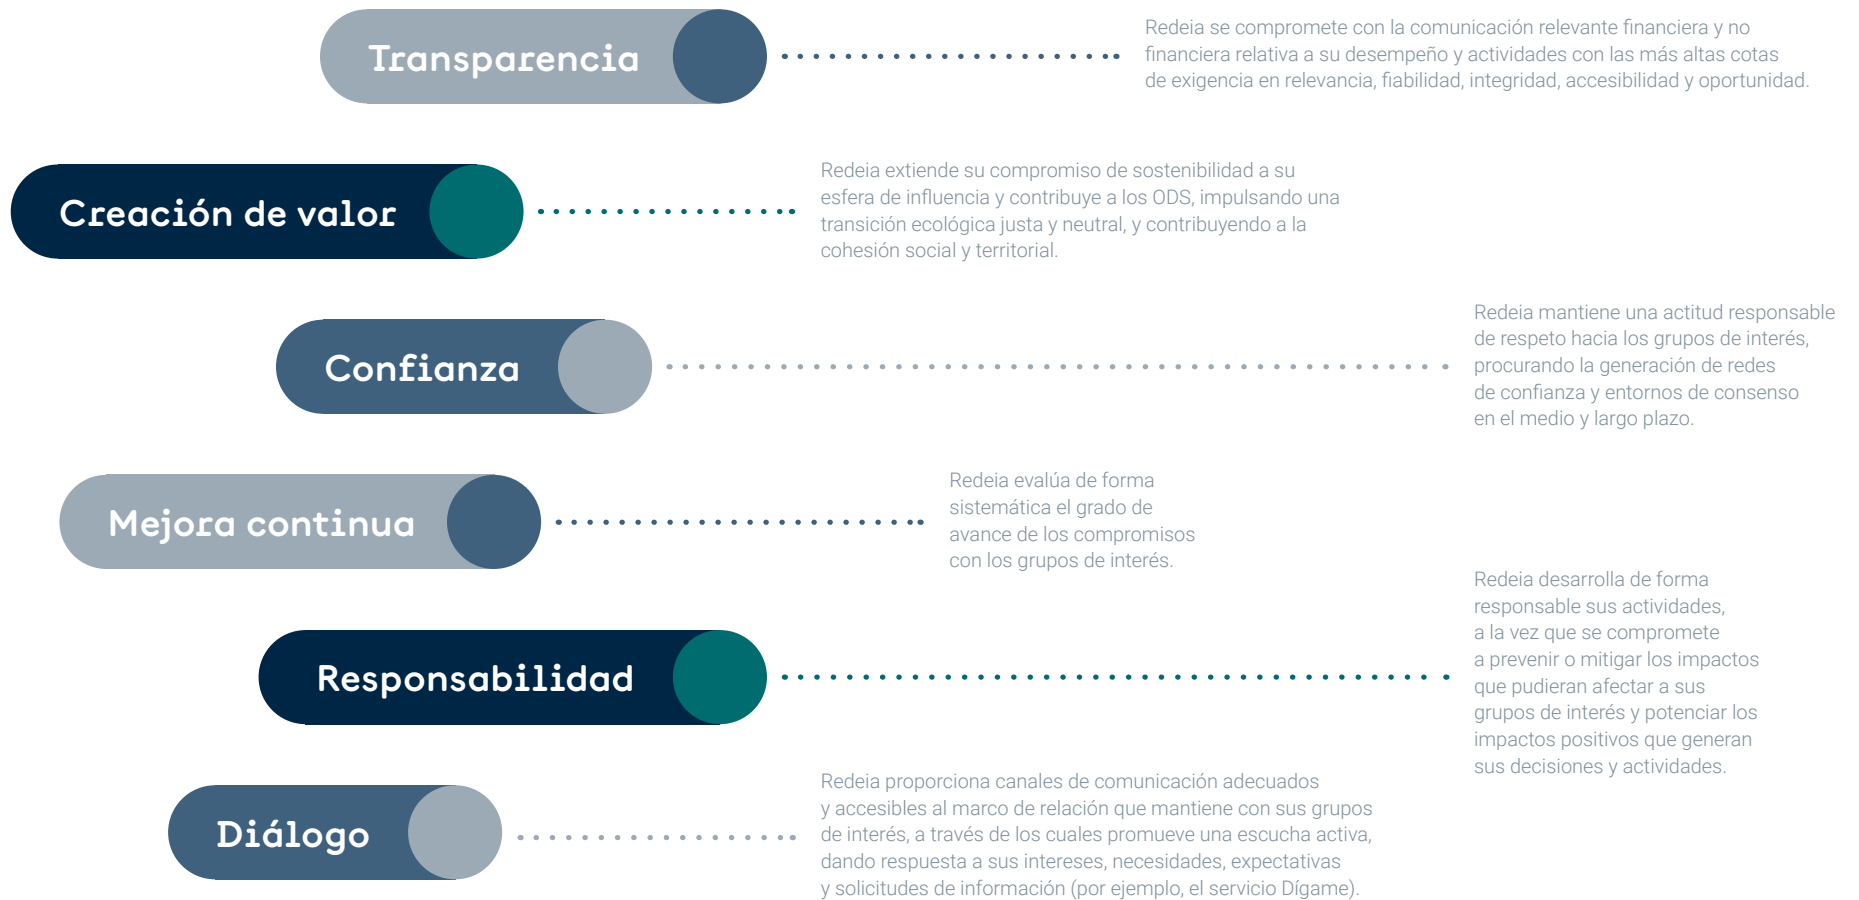 Transparencia
Redeia se compromete con la comunicación relevante financiera y no
financiera relativa a su desempeño y actividades con las más altas cotas
de exigencia en relevancia, fiabilidad, integridad, accesibilidad y oportunidad.
Creación de valor
Redeia extiende su compromiso de sostenibilidad a su
esfera de influencia y contribuye a los ODS, impulsando una
transición ecológica justa y neutral, y contribuyendo a la
cohesión social y territorial.
Confianza
Redeia mantiene una actitud responsable
de respeto hacia los grupos de interés,
procurando la generación de redes
de confianza y entornos de consenso
en el medio y largo plazo.
Mejora continua
Redeia evalúa de forma
sistemática el grado de
avance de los compromisos
con los grupos de interés.
Responsabilidad
Redeia desarrolla de forma
responsable sus actividades,
a la vez que se compromete
a prevenir o mitigar los impactos
que pudieran afectar a sus
grupos de interés y potenciar los
impactos positivos que generan
sus decisiones y actividades.
Diálogo
Redeia proporciona canales de comunicación adecuados
y accesibles al marco de relación que mantiene con sus grupos
de interés, a través de los cuales promueve una escucha activa,
dando respuesta a sus intereses, necesidades, expectativas
y solicitudes de información (por ejemplo, el servicio Dígame).